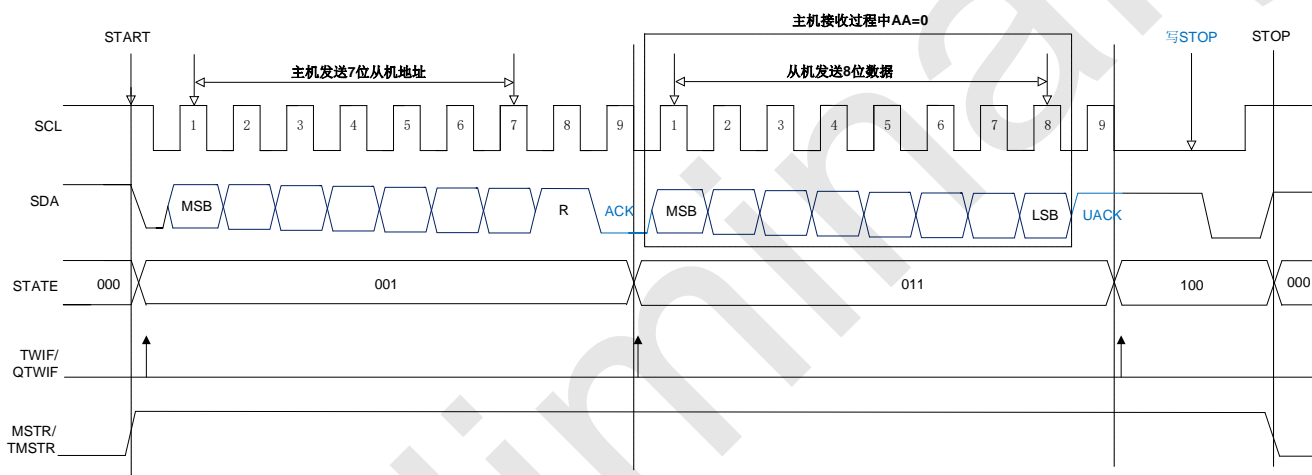 主机接收过程中AA=0
START
写STOP
STOP
主机发送7位从机地址
从机发送8位数据
SCL
1 2 3 4 5 6 7 8 9 1 2 3 4 5 6 7 8 9
SDA
MSB R ACK MSB LSB UACK
STATE
000 001 011 100 000
TWIF/
QTWIF
MSTR/
TMSTR